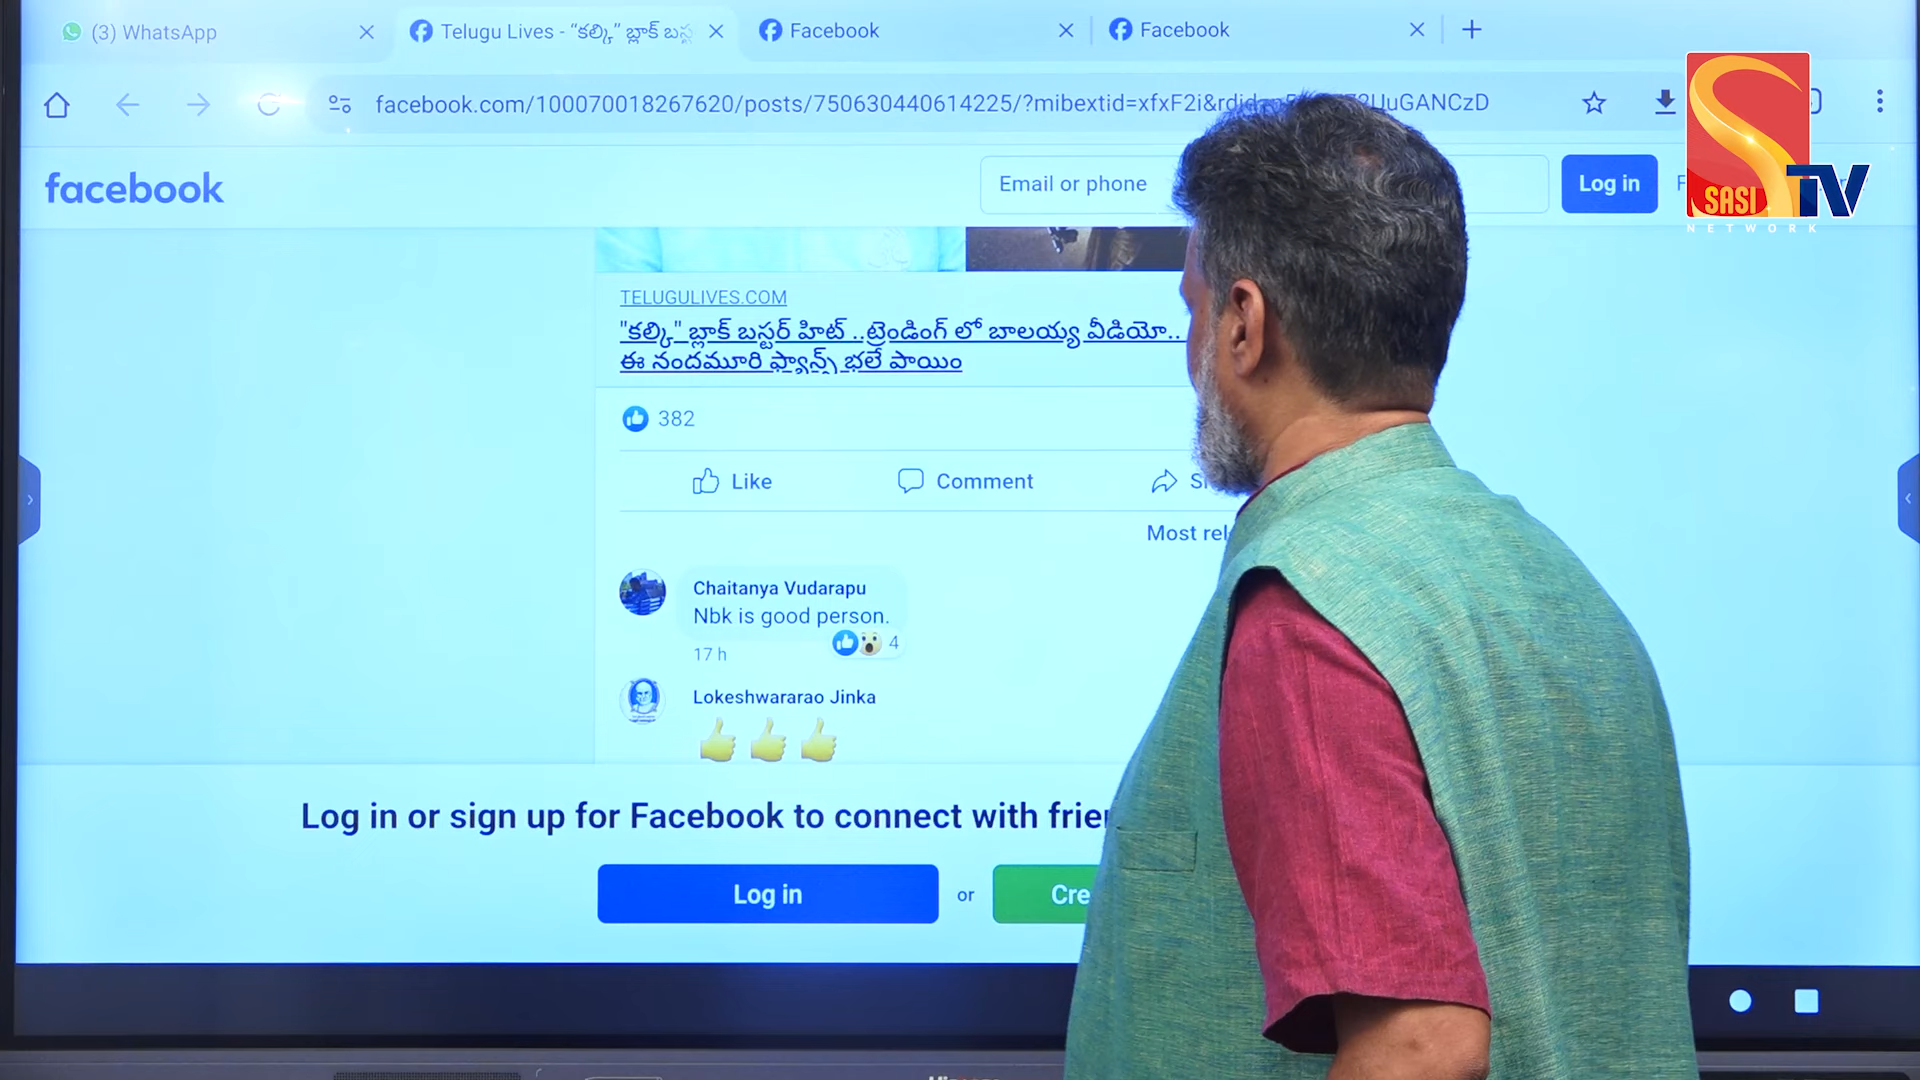 (3) WhatsApp
Telugu Lives - "కల్కి" బ్లాక్ బస్ట
Facebook
Facebook
facebook.com/100070018267620/posts/750630440614225/?mibextid=xfxF2i&rdid
UuGANCzD
facebook
Email or phone
Log in
SASI
TV
NETWORK
TELUGULIVES.COM
"కల్కి" బ్లాక్ బస్టర్ హిట్ ..ట్రెండింగ్ లో బాలయ్య వీడియో..
ఈ నందమూరి ఫ్యాన్స్ భలే పాయిం
382
Like
Comment
Most rel
Chaitanya Vudarapu
Nbk is good person.
4
17 h
Lokeshwararao Jinka
Log in or sign up for Facebook to connect with frie
Log in
or
Cre